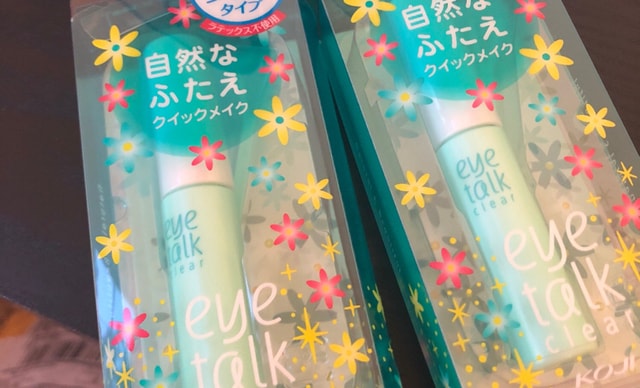 タイプ
ラテックス不使用
自然な
ふたえ
クイックメイク
eye
talk
clear
eye
talk
自然な
ふたえ
クイックメイク
eye
talk
clear
eye
talk
clear